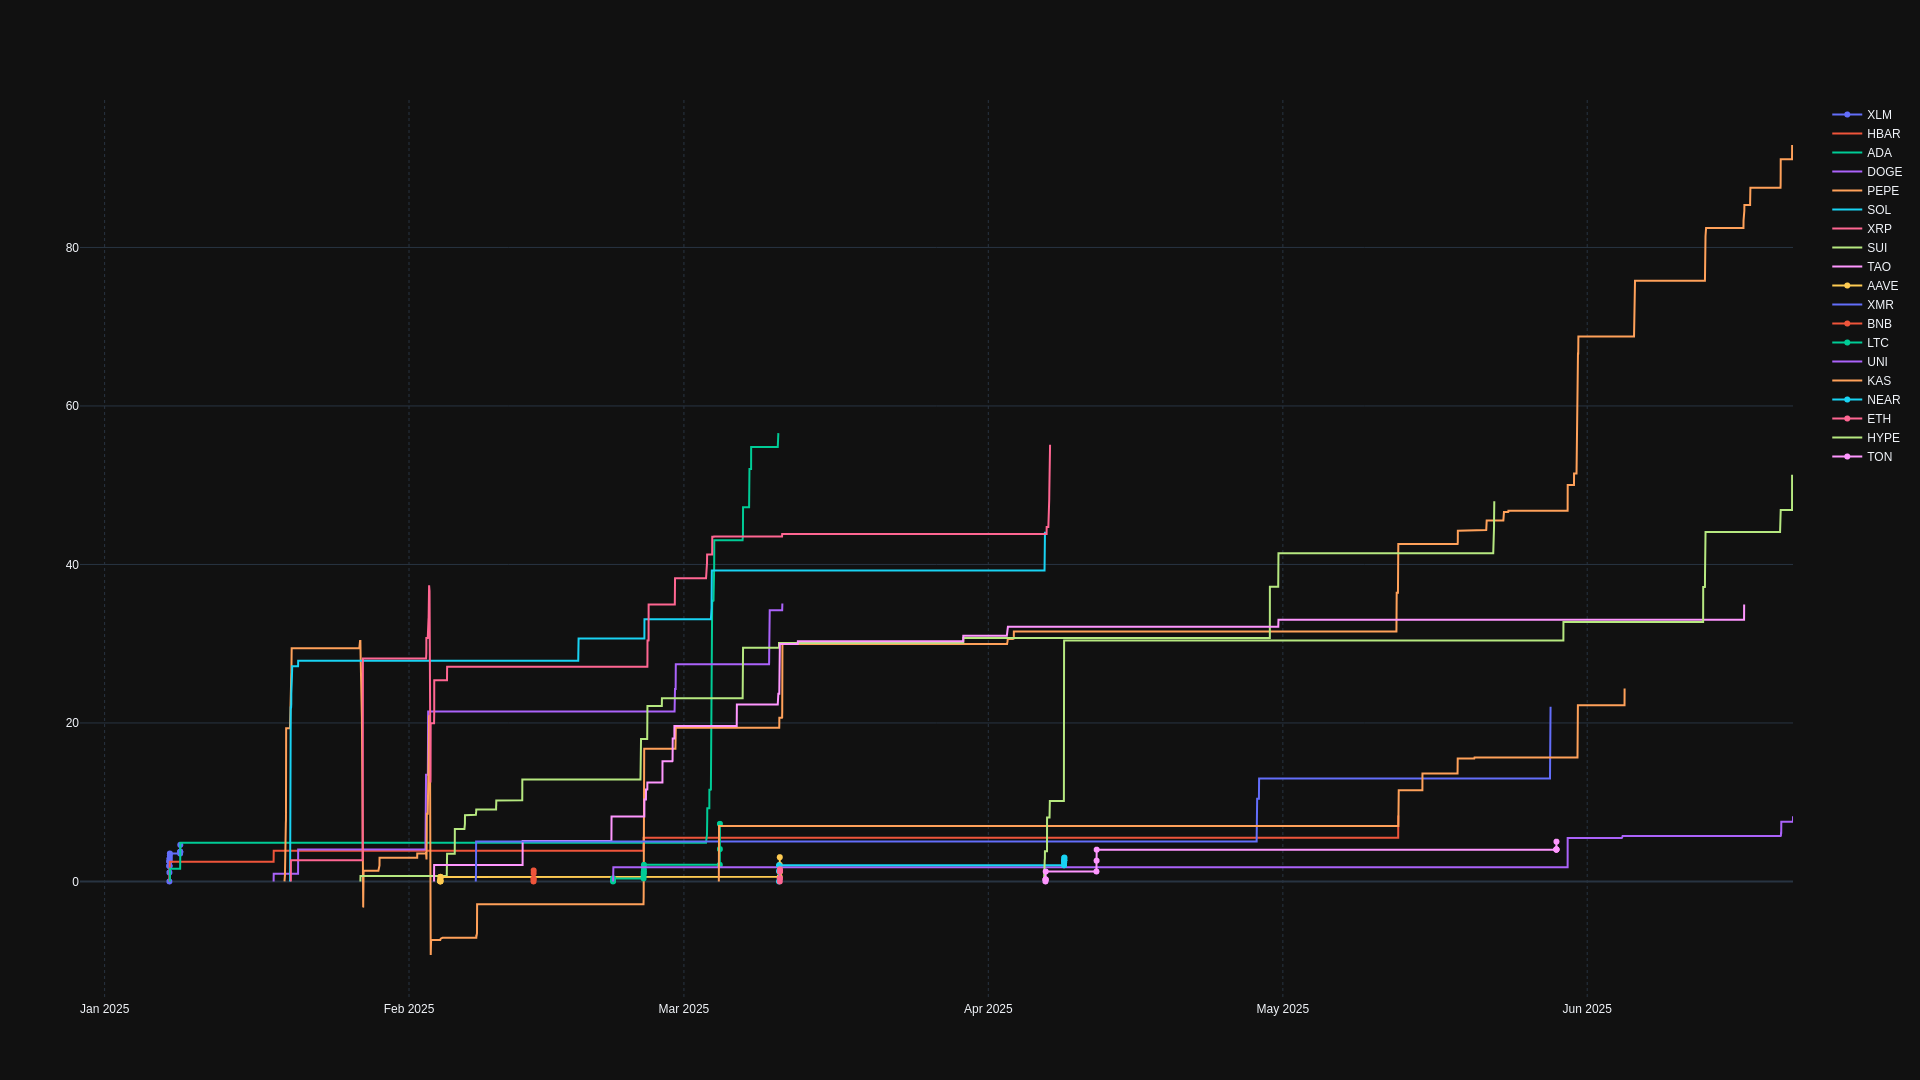 80
60
40
20
0
Jan 2025
Feb 2025
Mar 2025
Apr 2025
May 2025
Jun 2025
XLM
HBAR
ADA
DOGE
PEPE
SOL
XRP
SUI
TAO
AAVE
XMR
BNB
LTC
UNI
KAS
NEAR
ETH
HYPE
TON